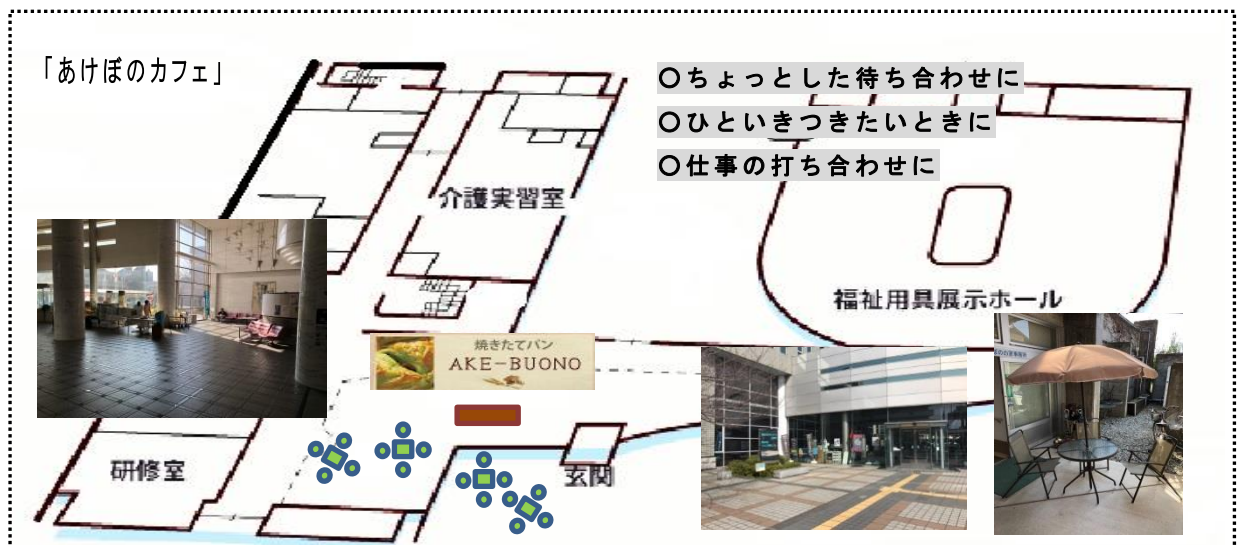 「あけぼのカフェ」
〇ちょっとした待ち合わせに
〇ひといきつきたいときに
〇仕事の打ち合わせに
介護実習室
福祉用具展示ホール
焼きたてパン
AKE-BUONO
研修室
玄関